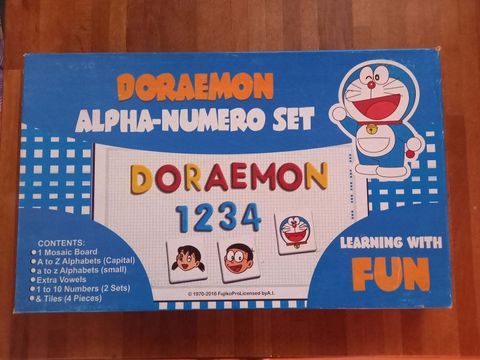 DORAEMON
ALPHA-NUMERO SET
DORAEMON
1234
CONTENTS:
1 Mosaic Board
A to Z Alphabets (Capital)
a to z Alphabets (small)
Extra Vowels
1 to 10 Numbers (2 Sets)
& Tiles (4 Pieces)
© 1970-2016 FujikoProLicensed byA.I.
LEARNING WITH
FUN